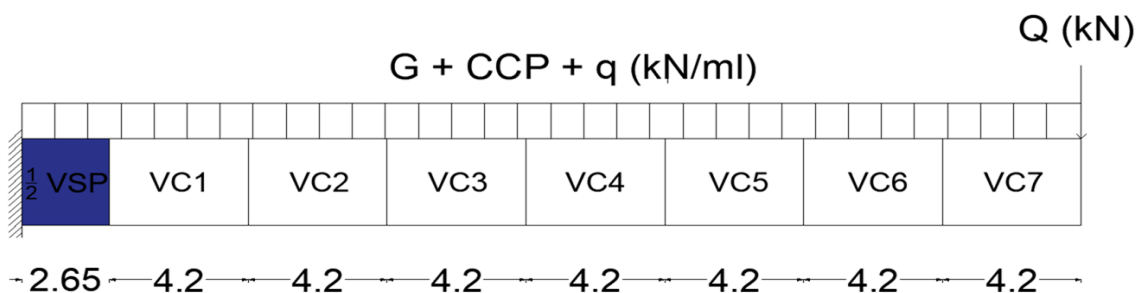 Q (kN)
G + CCP + q (kN/ml)
½ VSP VC1 VC2 VC3 VC4 VC5 VC6 VC7
2.65 4.2 4.2 4.2 4.2 4.2 4.2 4.2